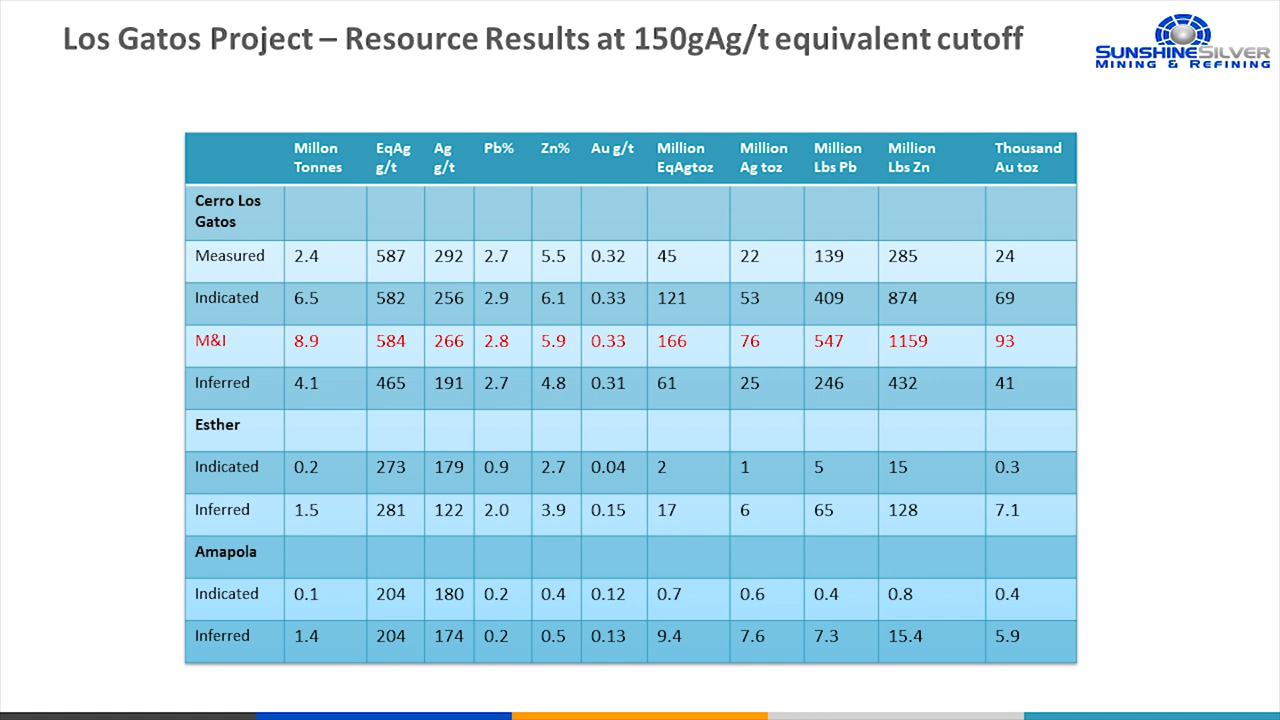 Los Gatos Project – Resource Results at 150gAg/t equivalent cutoff
SUNSHINESILVER
MINING & REFINING
Millon Tonnes EqAg g/t Ag g/t Pb% Zn% Au g/t Million EqAgtoz Million Ag toz Million Lbs Pb Million Lbs Zn Thousand Au toz
Cerro Los Gatos
Measured 2.4 587 292 2.7 5.5 0.32 45 22 139 285 24
Indicated 6.5 582 256 2.9 6.1 0.33 121 53 409 874 69
M&I 8.9 584 266 2.8 5.9 0.33 166 76 547 1159 93
Inferred 4.1 465 191 2.7 4.8 0.31 61 25 246 432 41
Esther
Indicated 0.2 273 179 0.9 2.7 0.04 2 1 5 15 0.3
Inferred 1.5 281 122 2.0 3.9 0.15 17 6 65 128 7.1
Amapola
Indicated 0.1 204 180 0.2 0.4 0.12 0.7 0.6 0.4 0.8 0.4
Inferred 1.4 204 174 0.2 0.5 0.13 9.4 7.6 7.3 15.4 5.9